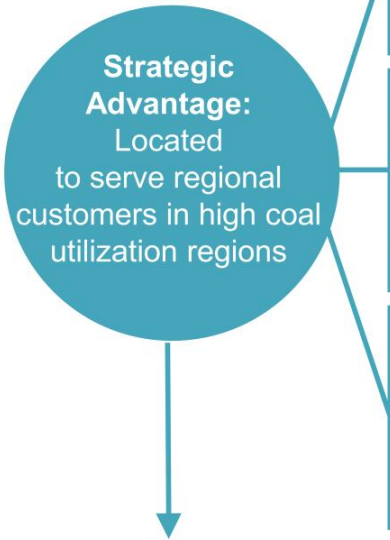 Strategic
Advantage:
Located
to serve regional
customers in high coal
utilization regions